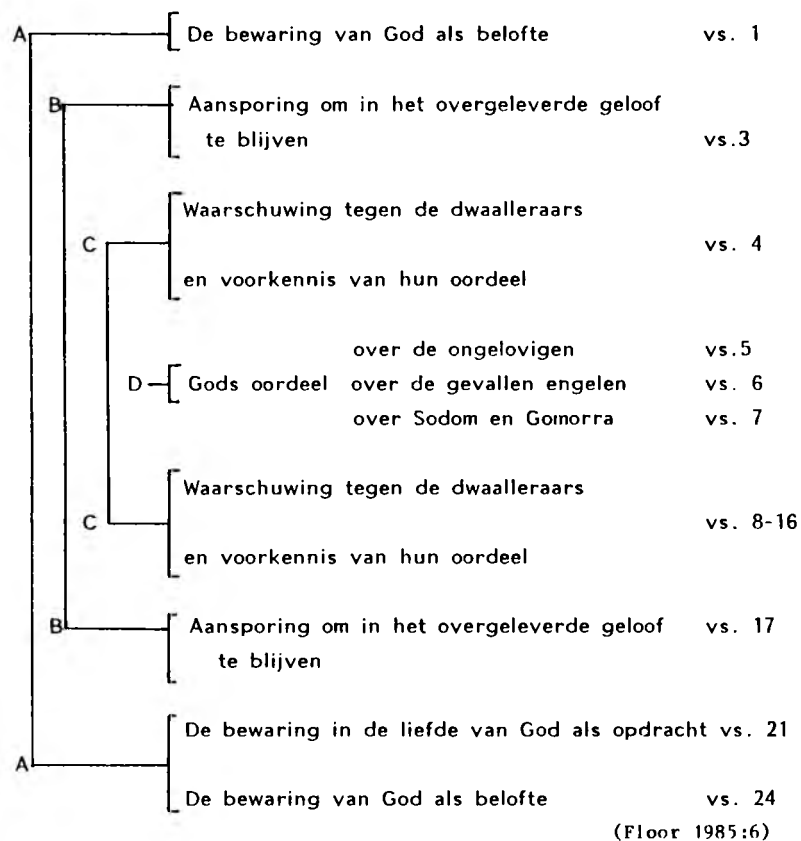 A De bewaring van God als belofte vs. 1
B Aansporing om in het overgeleverde geloof
te blijven vs.3
Waarschuwing tegen de dwaalleraars
C vs. 4
en voorkennis van hun oordeel
over de ongelovigen vs.5
D Gods oordeel over de gevallen engelen vs. 6
over Sodom en Gomorra vs. 7
Waarschuwing tegen de dwaalleraars
C vs. 8-16
en voorkennis van hun oordeel
B Aansporing om in het overgeleverde geloof vs. 17
te blijven
De bewaring in de liefde van God als opdracht vs. 21
A
De bewaring van God als belofte vs. 24
(Floor 1985:6)